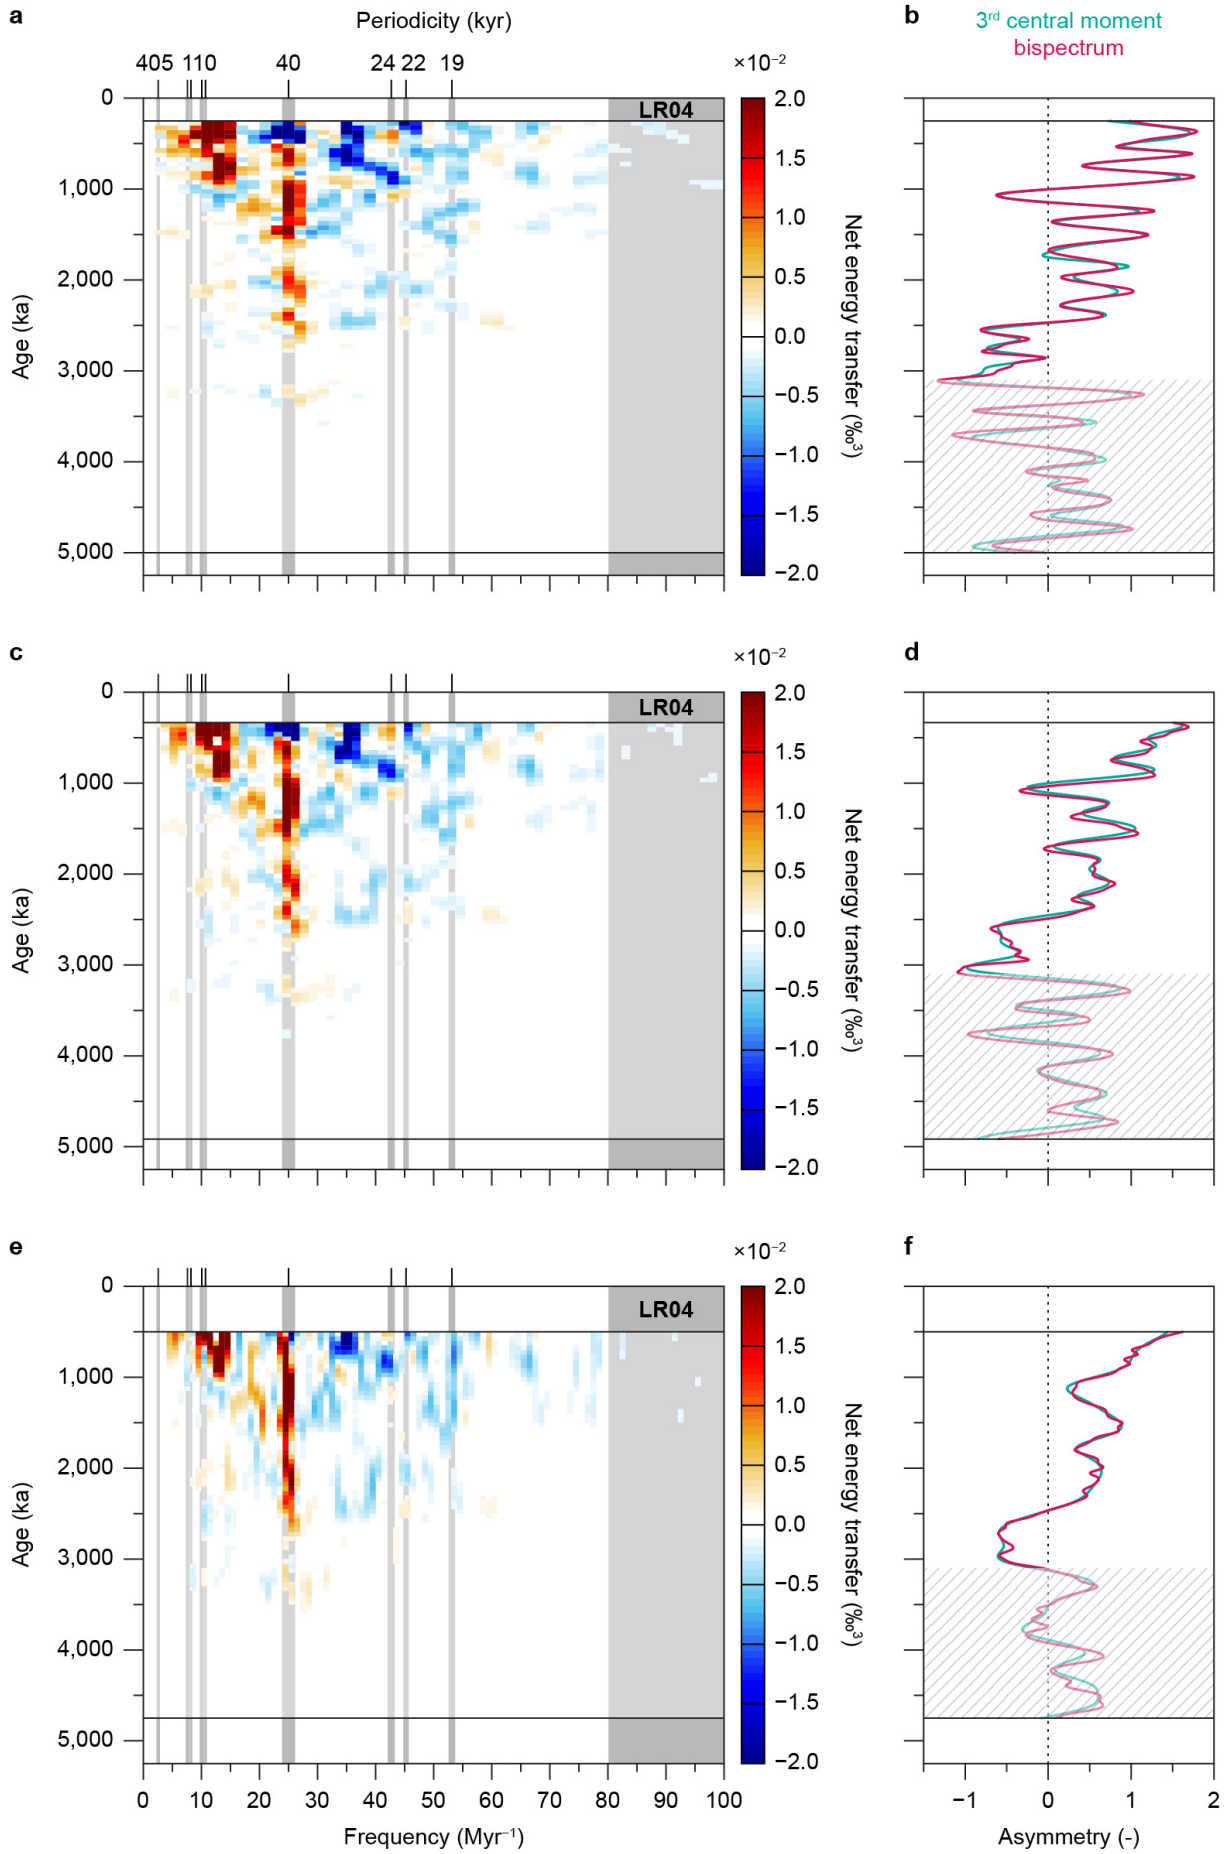 a
Periodicity (kyr)
b
3rd central moment
bispectrum
405 110 40 24 22 19
×10−2
LR04
0
1,000
2,000
3,000
4,000
5,000
Age (ka)
2.0
1.5
1.0
0.5
0.0
−0.5
−1.0
−1.5
−2.0
Net energy transfer (‰3)
c
d
×10−2
LR04
0
1,000
2,000
3,000
4,000
5,000
Age (ka)
2.0
1.5
1.0
0.5
0.0
−0.5
−1.0
−1.5
−2.0
Net energy transfer (‰3)
e
f
×10−2
LR04
0
1,000
2,000
3,000
4,000
5,000
Age (ka)
2.0
1.5
1.0
0.5
0.0
−0.5
−1.0
−1.5
−2.0
Net energy transfer (‰3)
0 10 20 30 40 50 60 70 80 90 100
Frequency (Myr−1)
−1 0 1 2
Asymmetry (-)